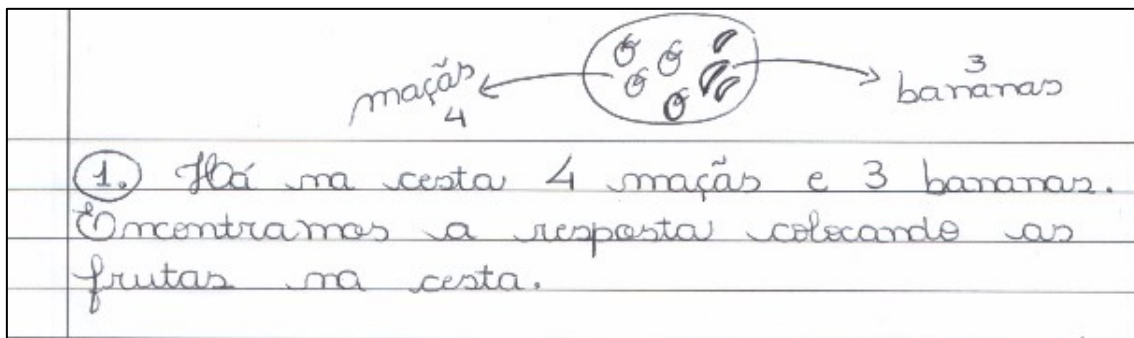 maçãs
4
3
bananas
1. Há na cesta 4 maçãs e 3 bananas.
Encontramos a resposta colocando as
frutas na cesta.